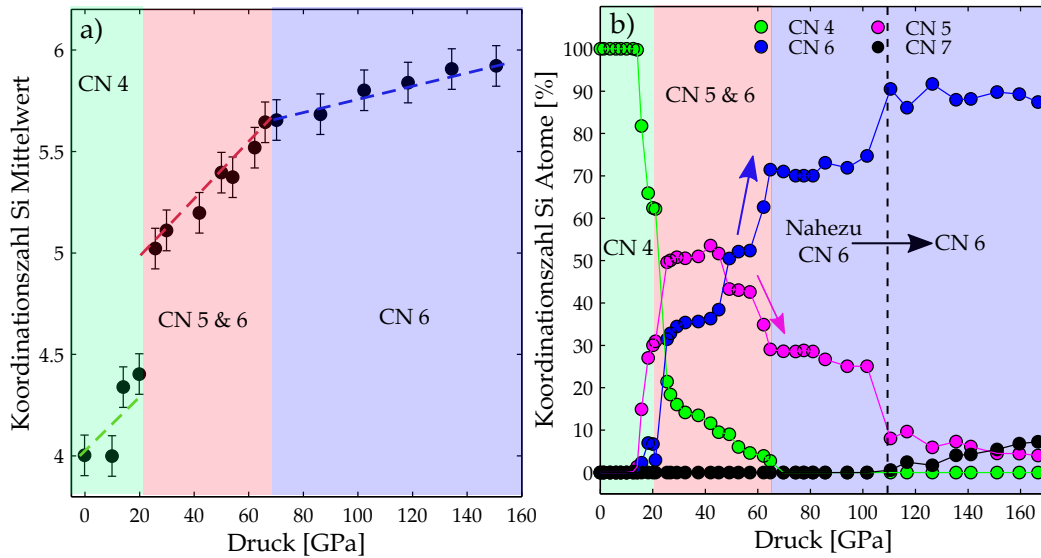 a)
Koordinationszahl Si Mittelwert
6
5.5
5
4.5
4
CN 4
CN 5 & 6
CN 6
0 20 40 60 80 100 120 140 160
Druck [GPa]
b)
Koordinationszahl Si Atome [%]
CN 4 CN 5
CN 6 CN 7
100
90
80
70
60
50
40
30
20
10
0
CN 5 & 6
CN 4
Nahezu
CN 6
CN 6
0 20 40 60 80 100 120 140 160
Druck [GPa]